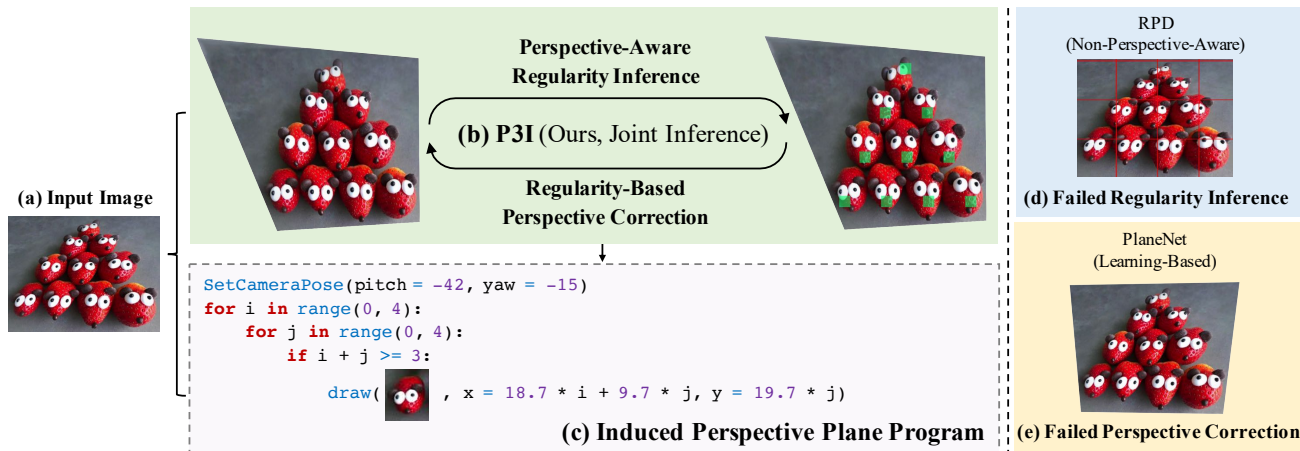 (a) Input Image
Perspective-Aware
Regularity Inference
(b) P3I (Ours, Joint Inference)
Regularity-Based
Perspective Correction
SetCameraPose(pitch = -42, yaw = -15)
for i in range(0, 4):
for j in range(0, 4):
if i + j >= 3:
draw( , x = 18.7 * i + 9.7 * j, y = 19.7 * j)
(c) Induced Perspective Plane Program
RPD
(Non-Perspective-Aware)
(d) Failed Regularity Inference
PlaneNet
(Learning-Based)
(e) Failed Perspective Correction